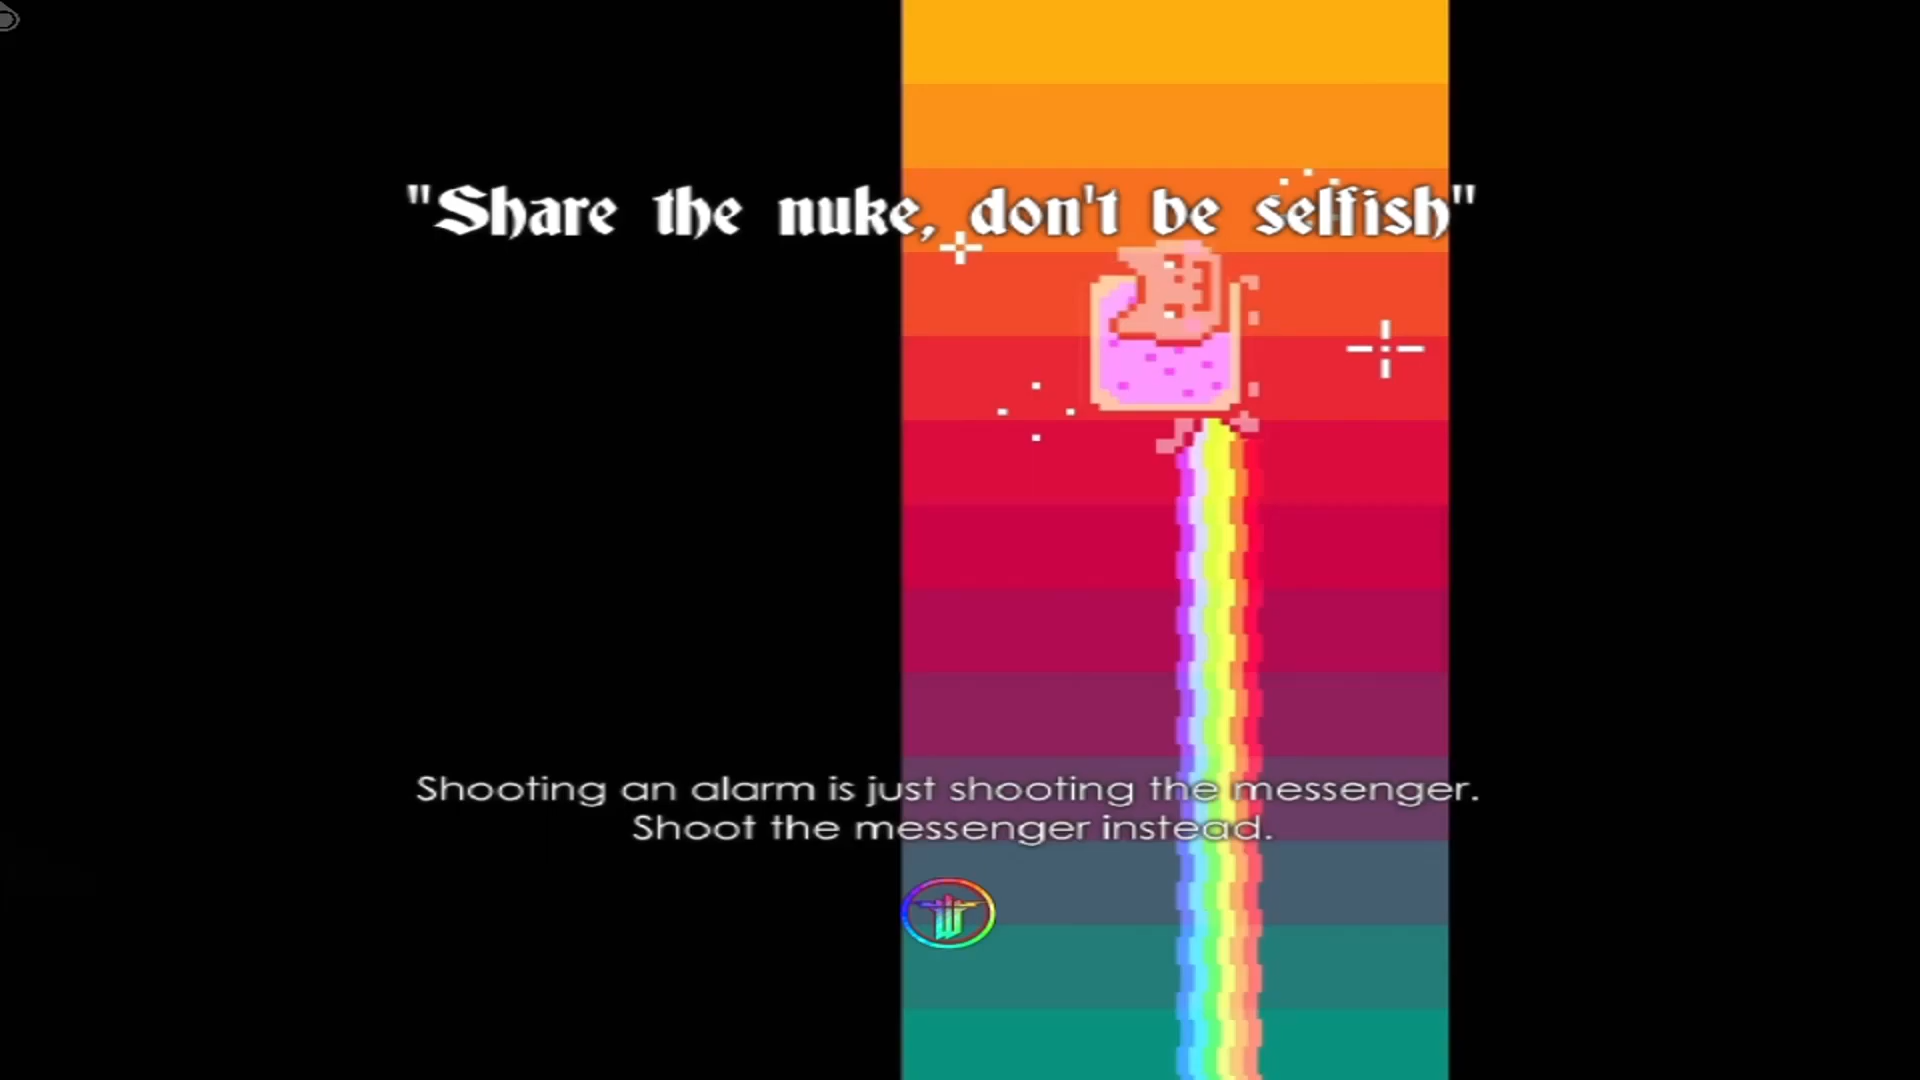 "Share the nuke, don't be selfish"
Shooting an alarm is just shooting the messenger.
Shoot the messenger instead.